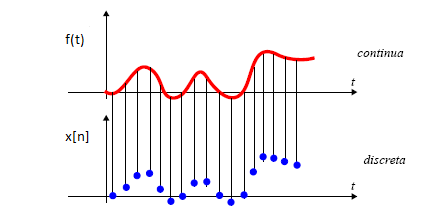 f(t)
continua
t
x[n]
discreta
t